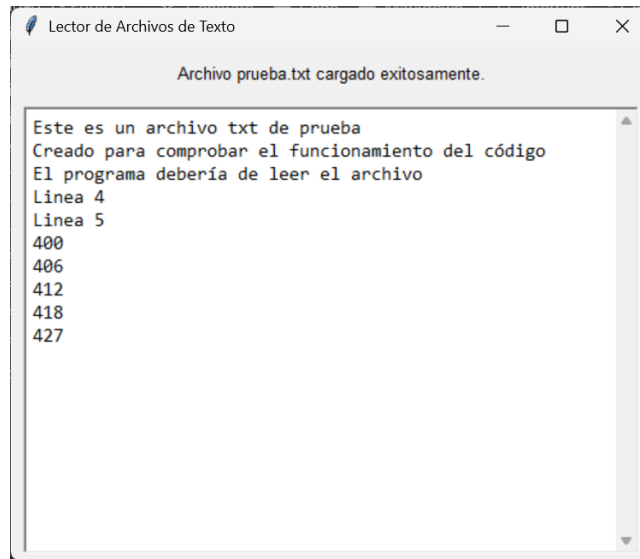 Lector de Archivos de Texto
Archivo prueba.txt cargado exitosamente.
Este es un archivo txt de prueba
Creado para comprobar el funcionamiento del código
El programa debería de leer el archivo
Linea 4
Linea 5
400
406
412
418
427